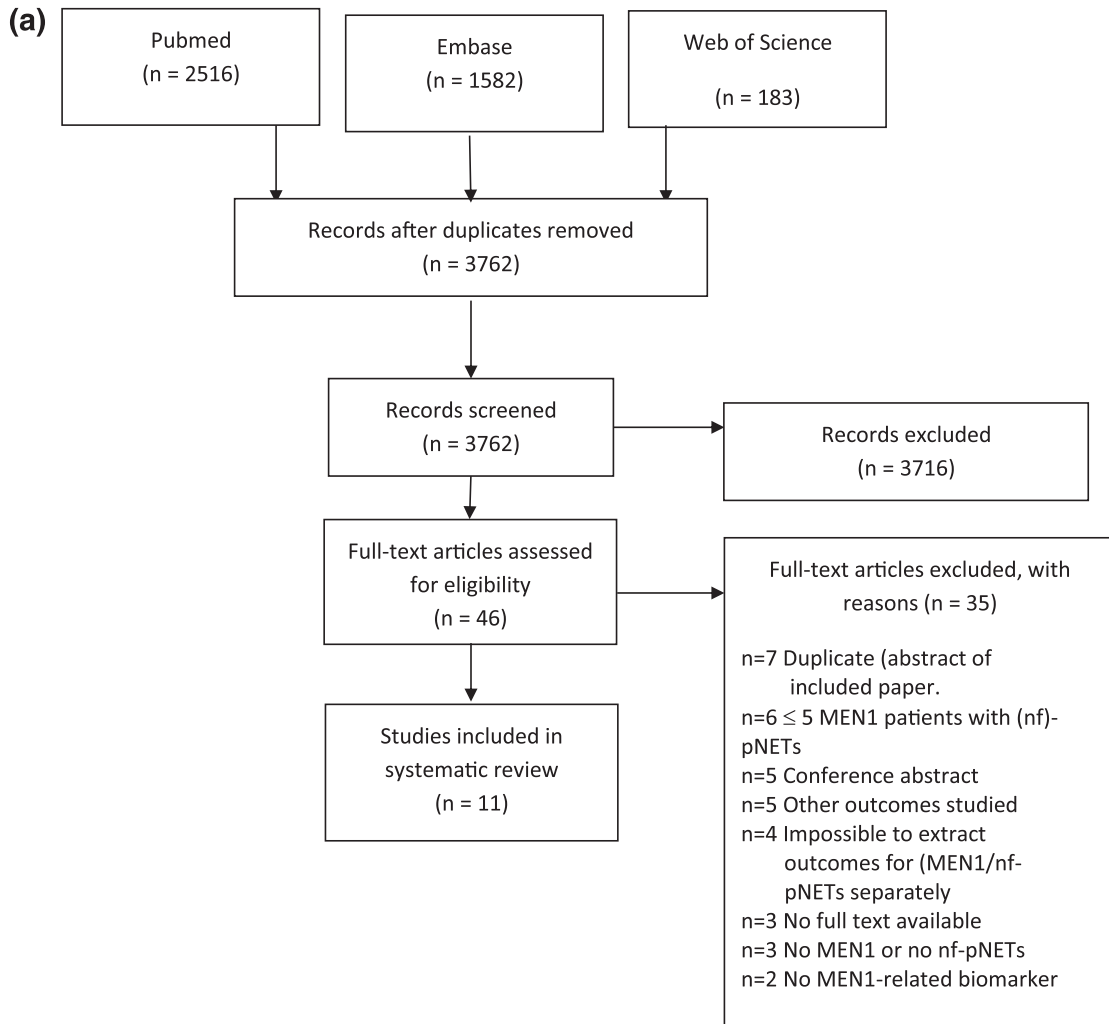 (a)
Pubmed
(n = 2516)
Embase
(n = 1582)
Web of Science
(n = 183)
Records after duplicates removed
(n = 3762)
Records screened
(n = 3762)
Records excluded
(n = 3716)
Full-text articles assessed
for eligibility
(n = 46)
Full-text articles excluded, with
reasons (n = 35)
n=7 Duplicate (abstract of
included paper.
n=6 ≤ 5 MEN1 patients with (nf)-
pNETs
n=5 Conference abstract
n=5 Other outcomes studied
n=4 Impossible to extract
outcomes for (MEN1/nf-
pNETs separately
n=3 No full text available
n=3 No MEN1 or no nf-pNETs
n=2 No MEN1-related biomarker
Studies included in
systematic review
(n = 11)